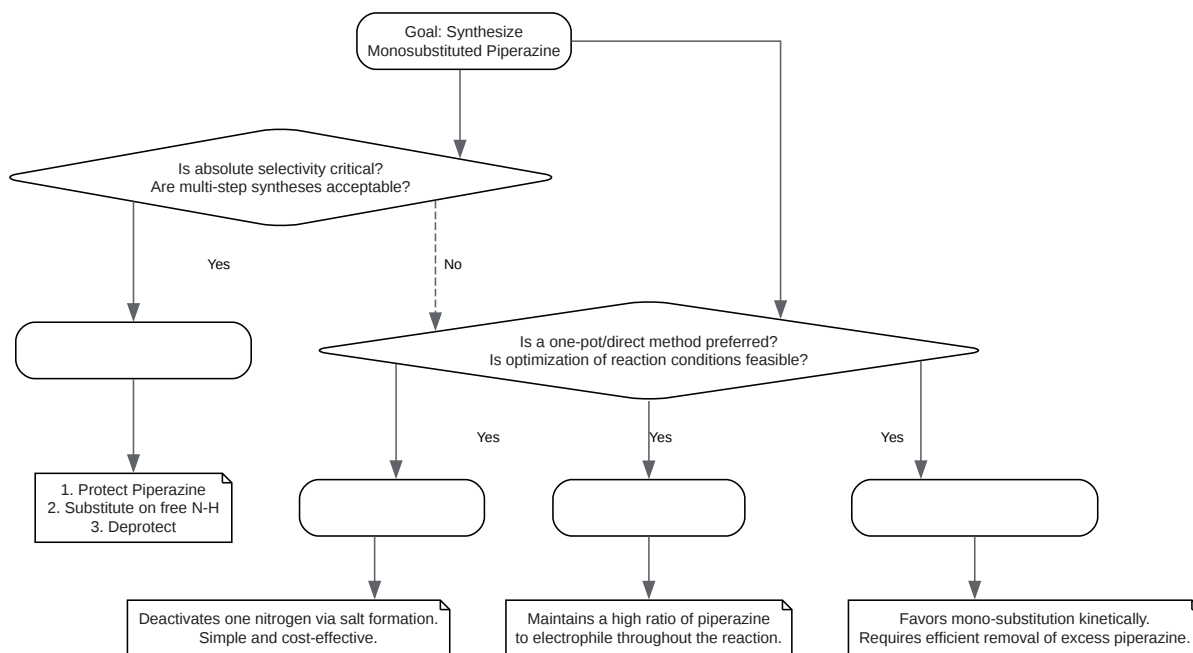 Goal: Synthesize
Monosubstituted Piperazine
Is absolute selectivity critical?
Are multi-step syntheses acceptable?
Yes
No
Is a one-pot/direct method preferred?
Is optimization of reaction conditions feasible?
Yes
Yes
Yes
1. Protect Piperazine
2. Substitute on free N-H
3. Deprotect
Deactivates one nitrogen via salt formation.
Simple and cost-effective.
Maintains a high ratio of piperazine
to electrophile throughout the reaction.
Favors mono-substitution kinetically.
Requires efficient removal of excess piperazine.